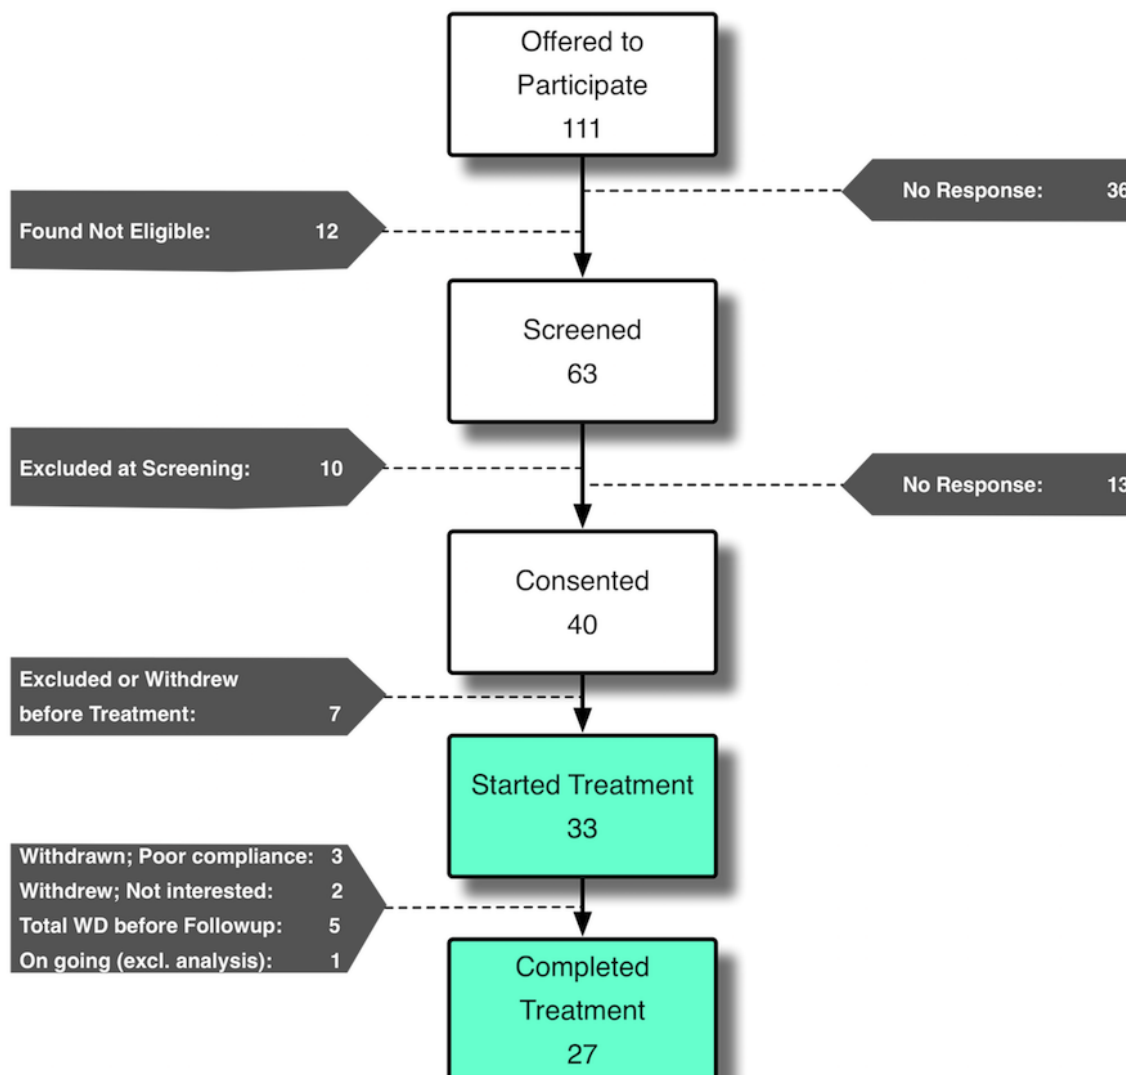 Offered to
Participate
111
No Response: 36
Found Not Eligible: 12
Screened
63
Excluded at Screening: 10
No Response: 13
Consented
40
Excluded or Withdrew
before Treatment: 7
Started Treatment
33
Withdrawn; Poor compliance: 3
Withdrew; Not interested: 2
Total WD before Followup: 5
On going (excl. analysis): 1
Completed
Treatment
27